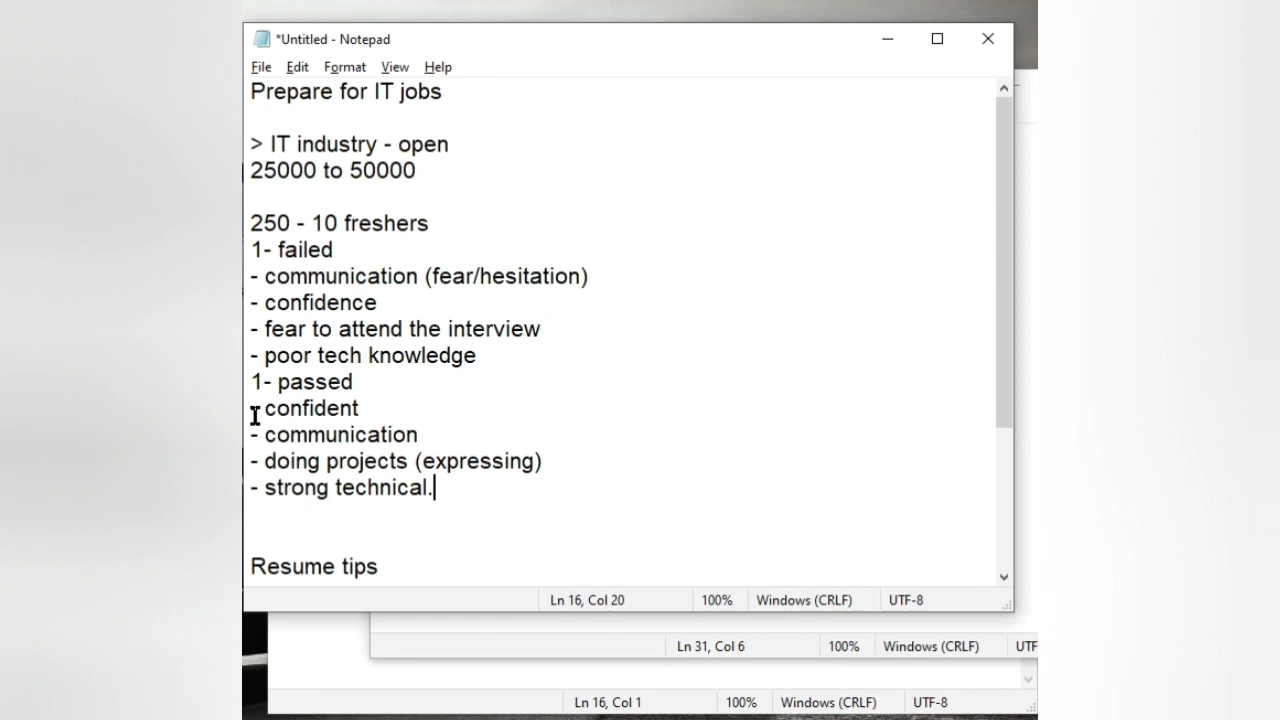 *Untitled - Notepad
File Edit Format View Help
Prepare for IT jobs
> IT industry - open
25000 to 50000
250 - 10 freshers
1- failed
- communication (fear/hesitation)
- confidence
- fear to attend the interview
- poor tech knowledge
1- passed
- confident
- communication
- doing projects (expressing)
- strong technical.
Resume tips
Ln 16, Col 20 100% Windows (CRLF) UTF-8
Ln 31, Col 6 100% Windows (CRLF) UTF
Ln 16, Col 1 100% Windows (CRLF) UTF-8